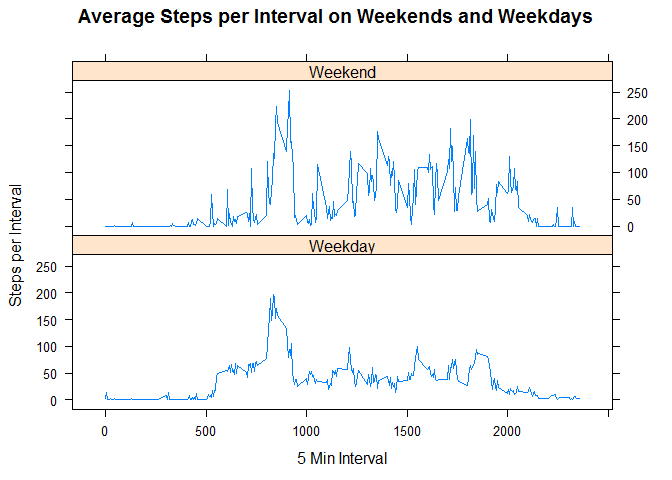 Average Steps per Interval on Weekends and Weekdays
Weekend
250
200
150
100
50
0
Weekday
250
200
150
100
50
0
Steps per Interval
0 500 1000 1500 2000
5 Min Interval